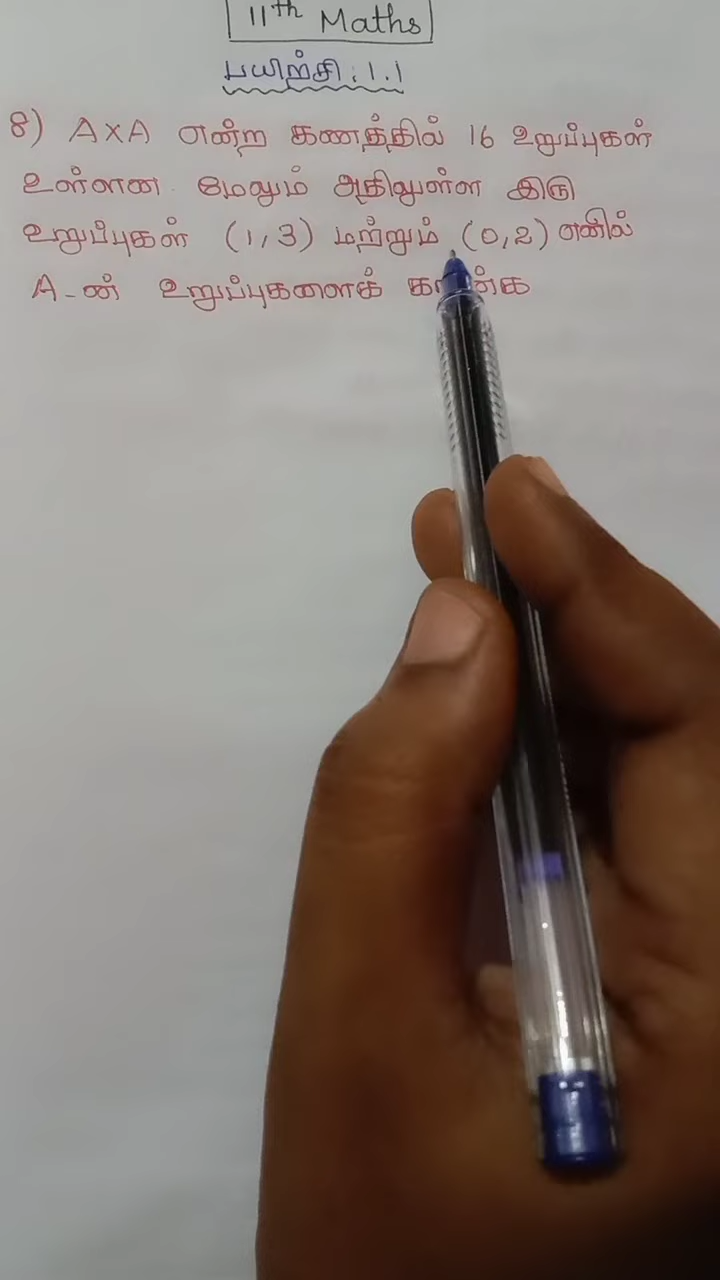 11th Maths
பயிற்சி : 1.1
8) A×A என்ற கணத்தில் 16 உறுப்புகள்
உள்ளன. மேலும் அதிலுள்ள இரு
உறுப்புகள் (1,3) மற்றும் (0,2) எனில்
A-ன் உறுப்புகளைக்